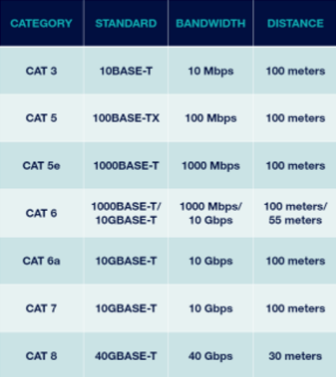 CATEGORY STANDARD BANDWIDTH DISTANCE
CAT 3 10BASE-T 10 Mbps 100 meters
CAT 5 100BASE-TX 100 Mbps 100 meters
CAT 5e 1000BASE-T 1000 Mbps 100 meters
CAT 6 1000BASE-T/ 1000 Mbps/ 100 meters/
10GBASE-T 10 Gbps 55 meters
CAT 6a 10GBASE-T 10 Gbps 100 meters
CAT 7 10GBASE-T 10 Gbps 100 meters
CAT 8 40GBASE-T 40 Gbps 30 meters